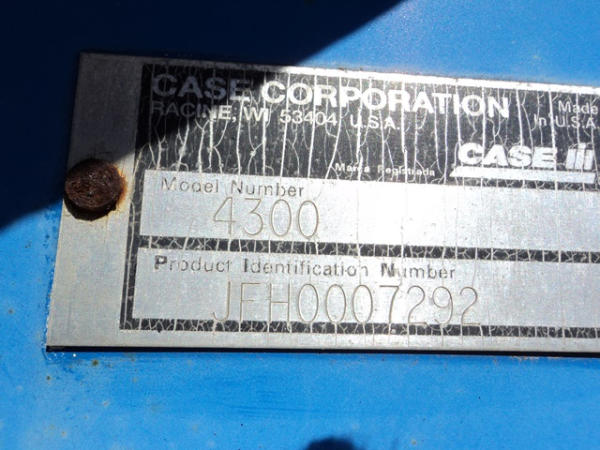 CASE CORPORATION
RACINE, WI 53404 U.S.A.
Made
In U.S.A.
Marca Registrada
CASE IH
Model Number
4300
Product Identification Number
JFH0007292